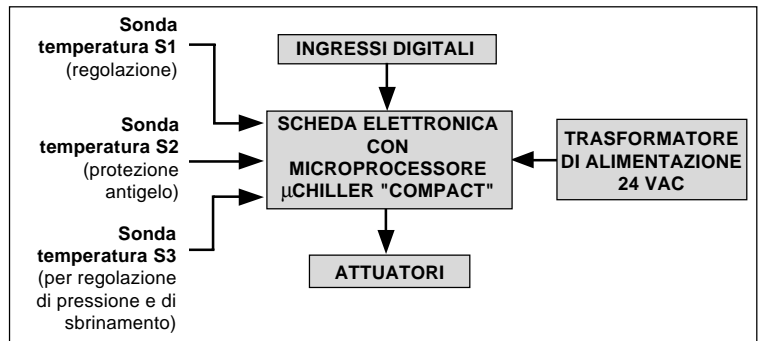 Sonda
temperatura S1
(regolazione)
Sonda
temperatura S2
(protezione
antigelo)
Sonda
temperatura S3
(per regolazione
di pressione e di
sbrinamento)
INGRESSI DIGITALI
SCHEDA ELETTRONICA
CON
MICROPROCESSORE
µCHILLER "COMPACT"
ATTUATORI
TRASFORMATORE
DI ALIMENTAZIONE
24 VAC